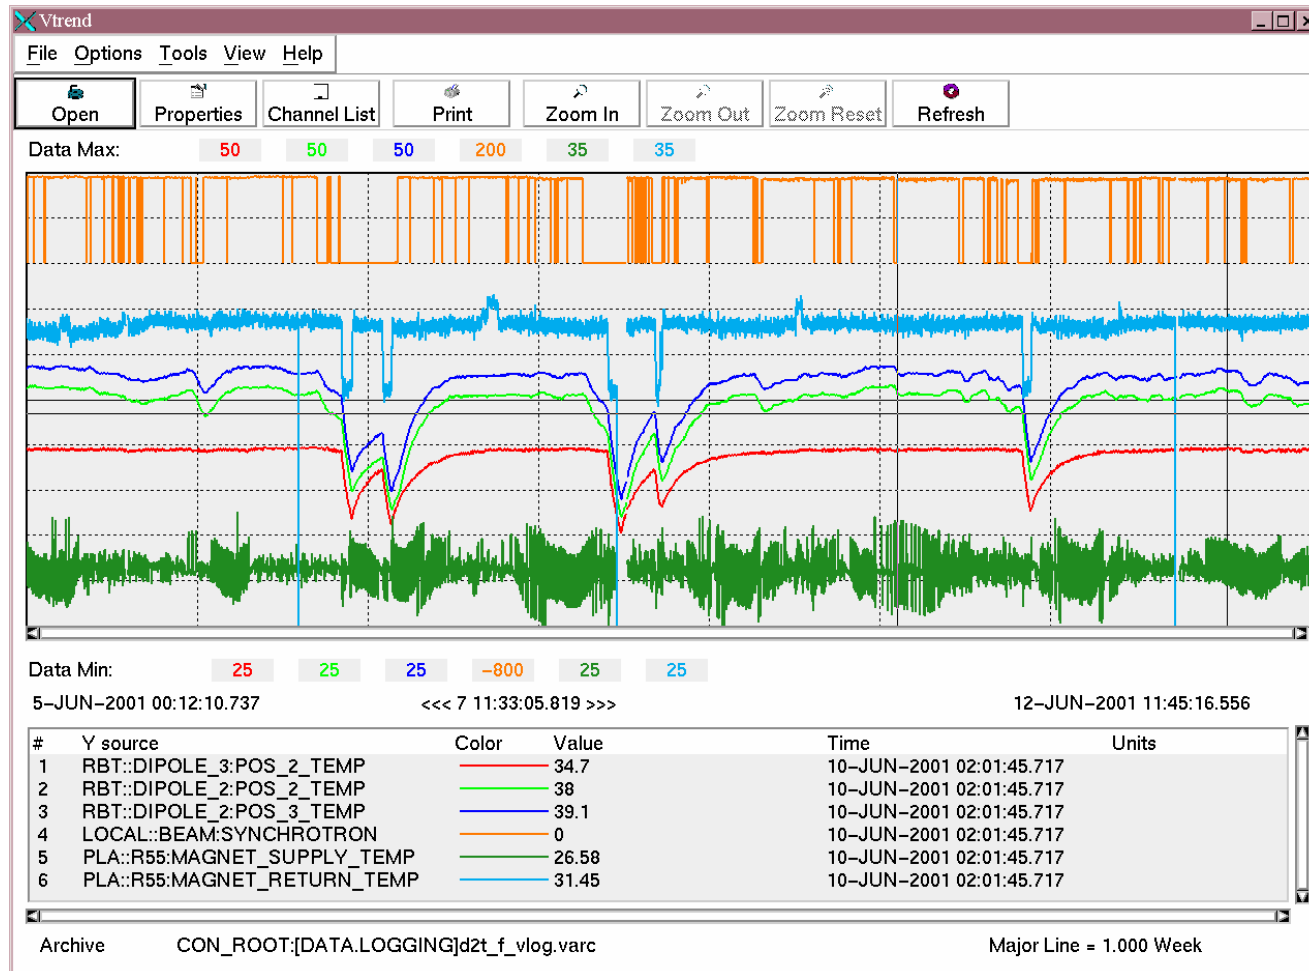 Vtrend
File Options Tools View Help
Open Properties Channel List Print Zoom In Zoom Out Zoom Reset Refresh
Data Max: 50 50 50 200 35 35
Data Min: 25 25 25 -800 25 25
5-JUN-2001 00:12:10.737 <<< 7 11:33:05.819 >>> 12-JUN-2001 11:45:16.556
# Y source Color Value Time Units
1 RBT::DIPOLE_3:POS_2_TEMP 34.7 10-JUN-2001 02:01:45.717
2 RBT::DIPOLE_2:POS_2_TEMP 38 10-JUN-2001 02:01:45.717
3 RBT::DIPOLE_2:POS_3_TEMP 39.1 10-JUN-2001 02:01:45.717
4 LOCAL::BEAM:SYNCHROTRON 0 10-JUN-2001 02:01:45.717
5 PLA::R55:MAGNET_SUPPLY_TEMP 26.58 10-JUN-2001 02:01:45.717
6 PLA::R55:MAGNET_RETURN_TEMP 31.45 10-JUN-2001 02:01:45.717
Archive CON_ROOT:[DATA.LOGGING]d2t_f_vlog.varc Major Line = 1.000 Week